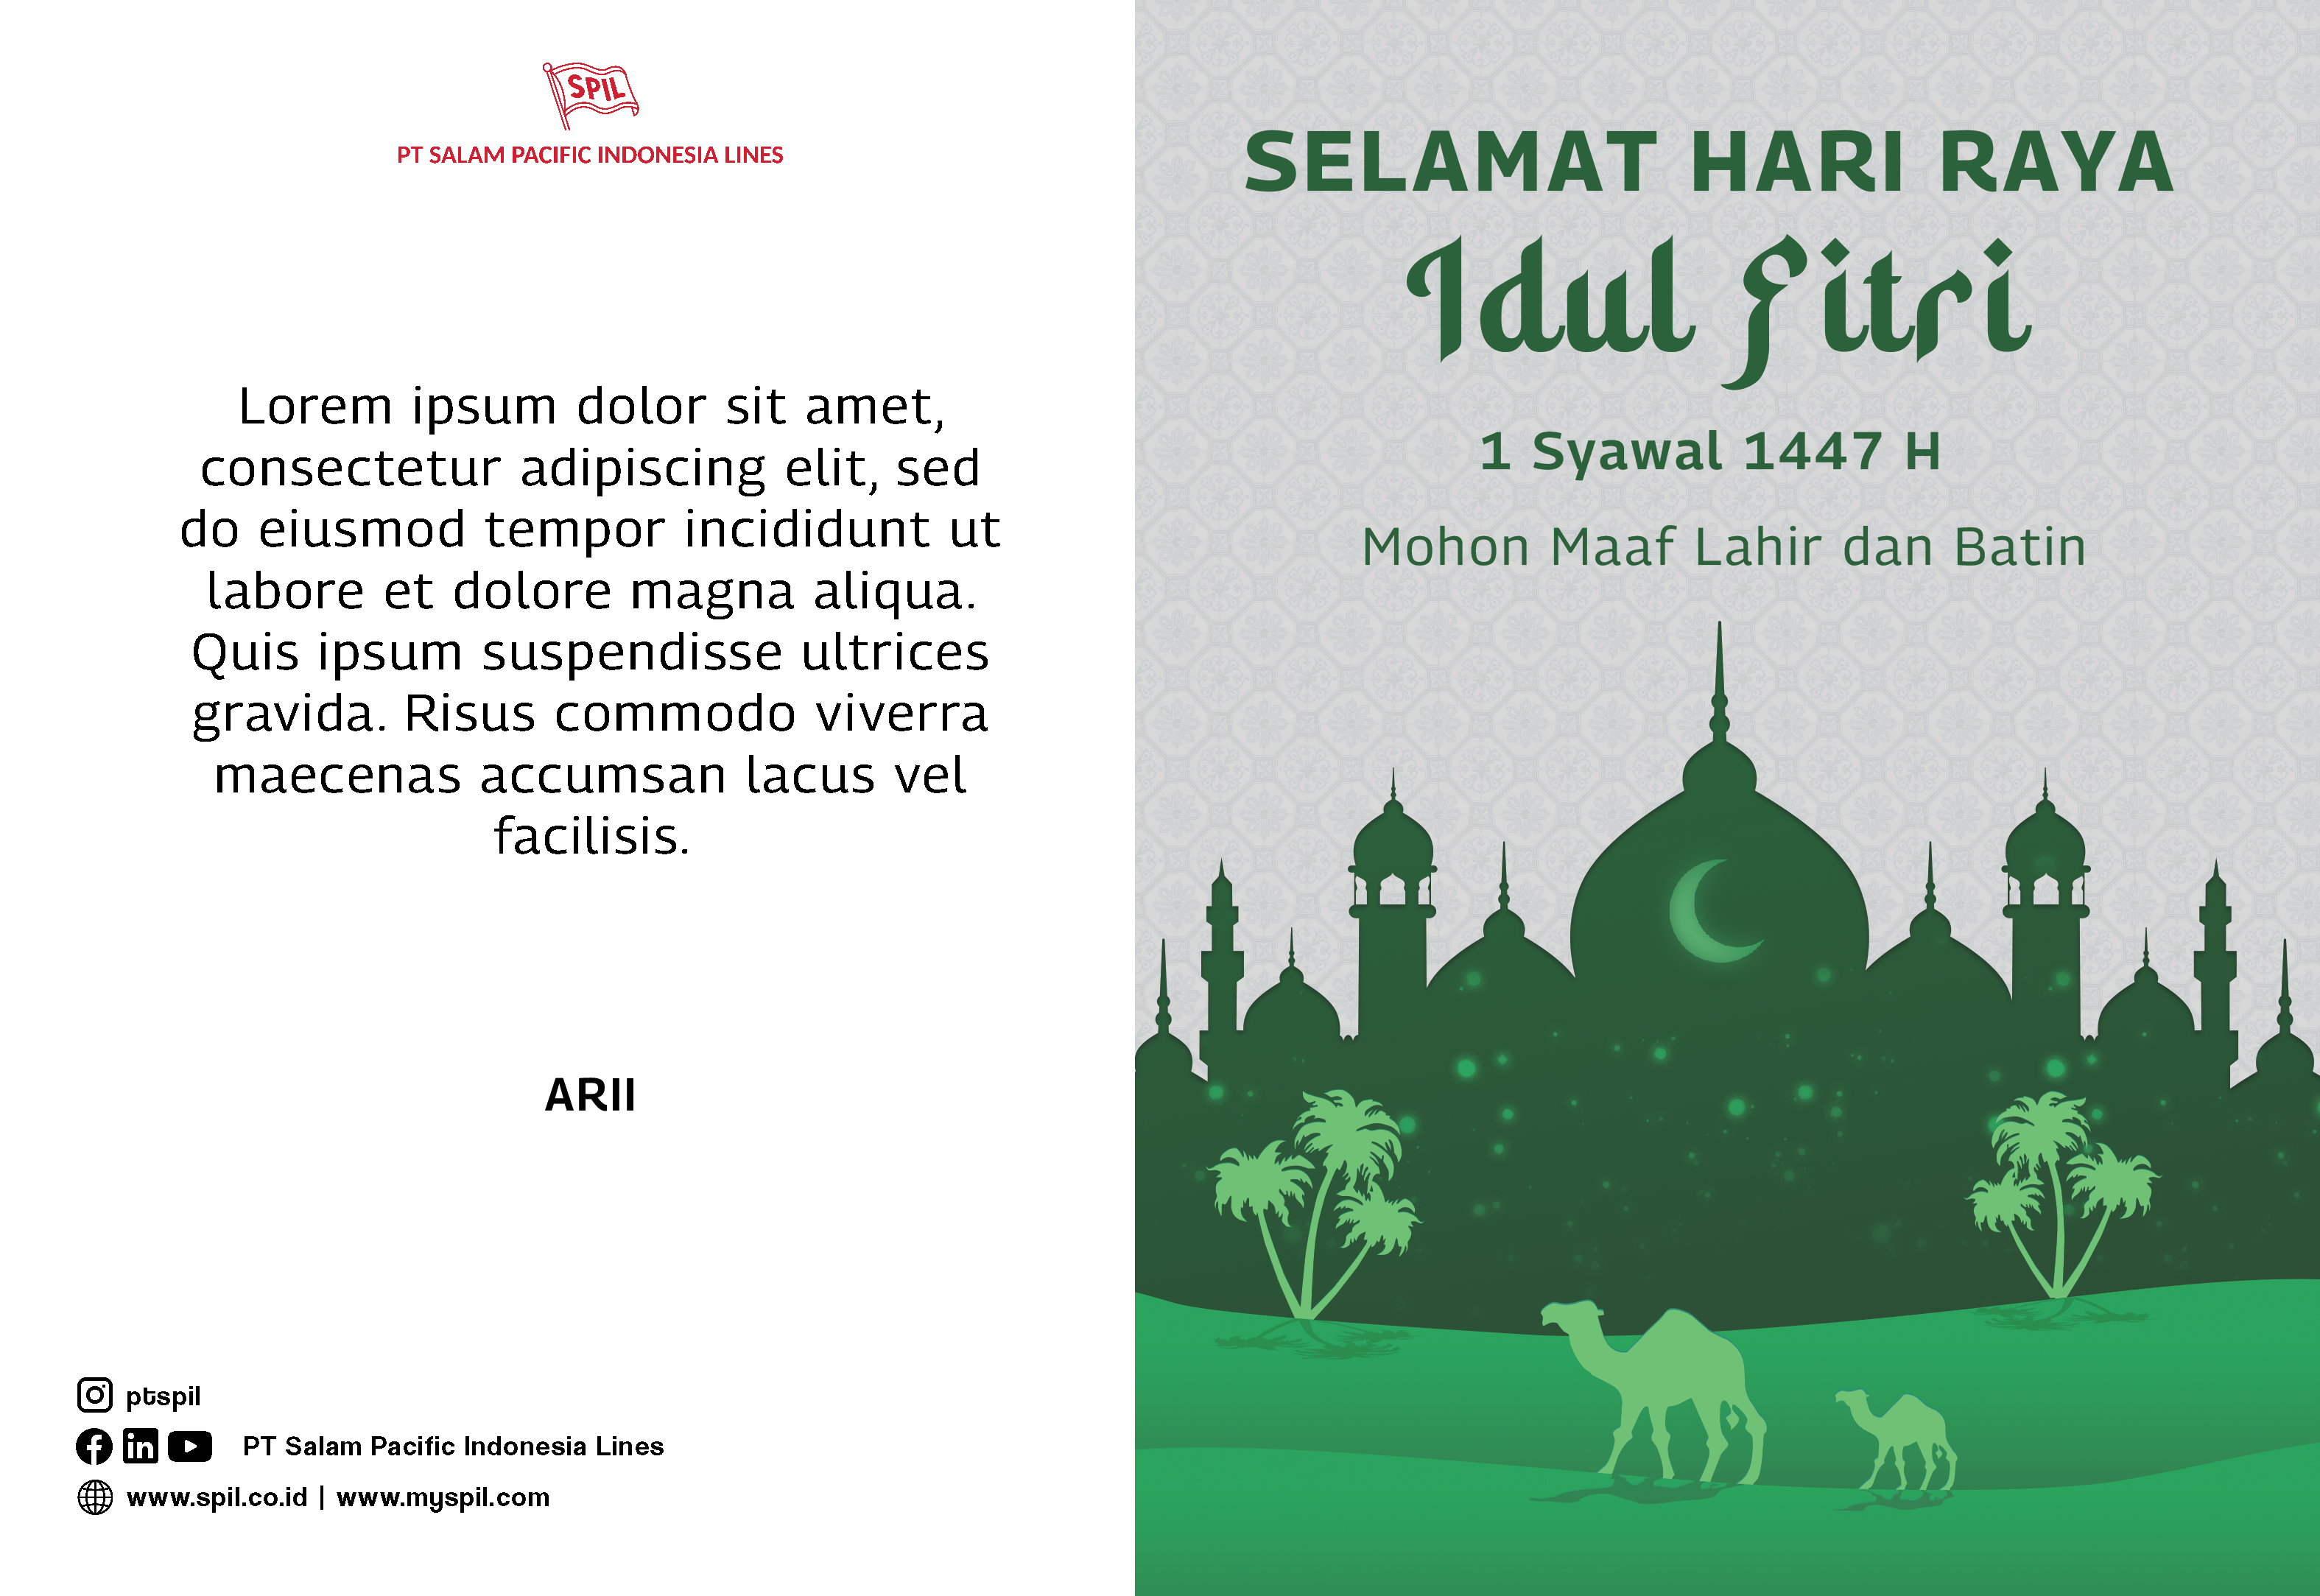 SPIL
PT SALAM PACIFIC INDONESIA LINES
Lorem ipsum dolor sit amet,
consectetur adipiscing elit, sed
do eiusmod tempor incididunt ut
labore et dolore magna aliqua.
Quis ipsum suspendisse ultrices
gravida. Risus commodo viverra
maecenas accumsan lacus vel
facilisis.
ARII
ptspil
PT Salam Pacific Indonesia Lines
www.spil.co.id | www.myspil.com
SELAMAT HARI RAYA
Idul Fitri
1 Syawal 1447 H
Mohon Maaf Lahir dan Batin